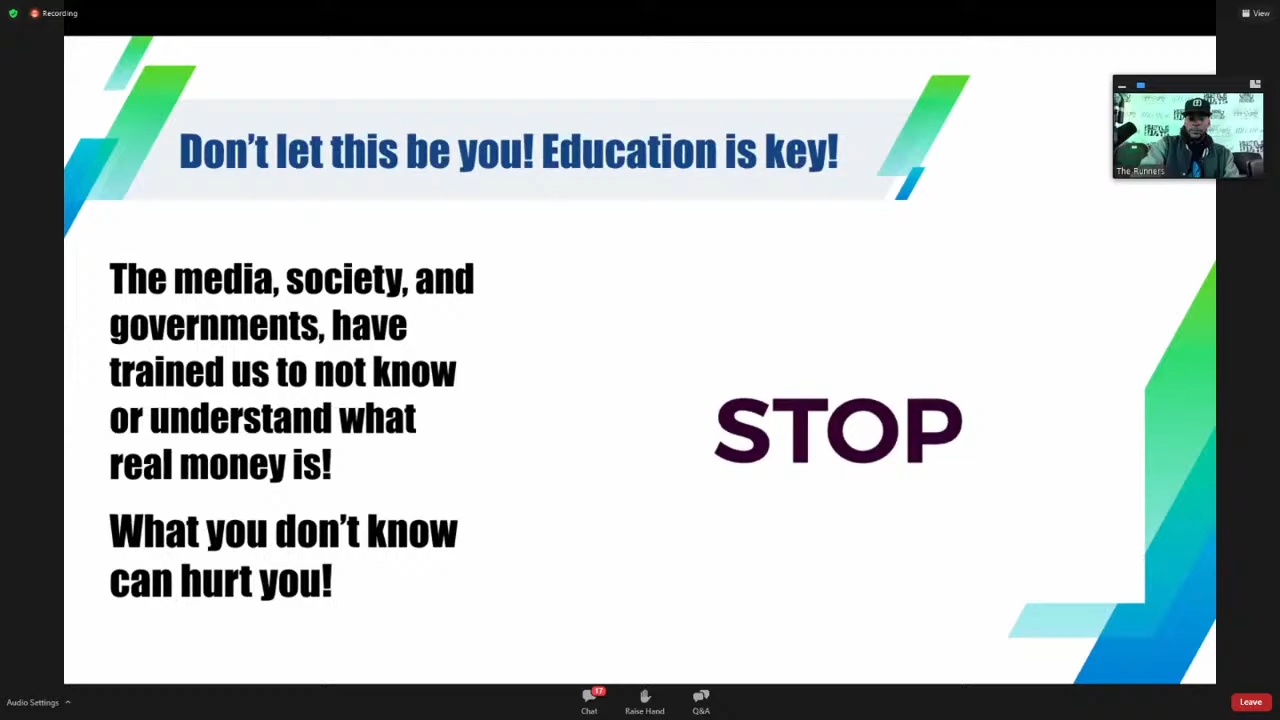 Recording
View
Don't let this be you! Education is key!
The Runners
The media, society, and
governments, have
trained us to not know
or understand what
real money is!
STOP
What you don't know
can hurt you!
Audio Settings
17
Chat
Raise Hand
Q&A
Leave